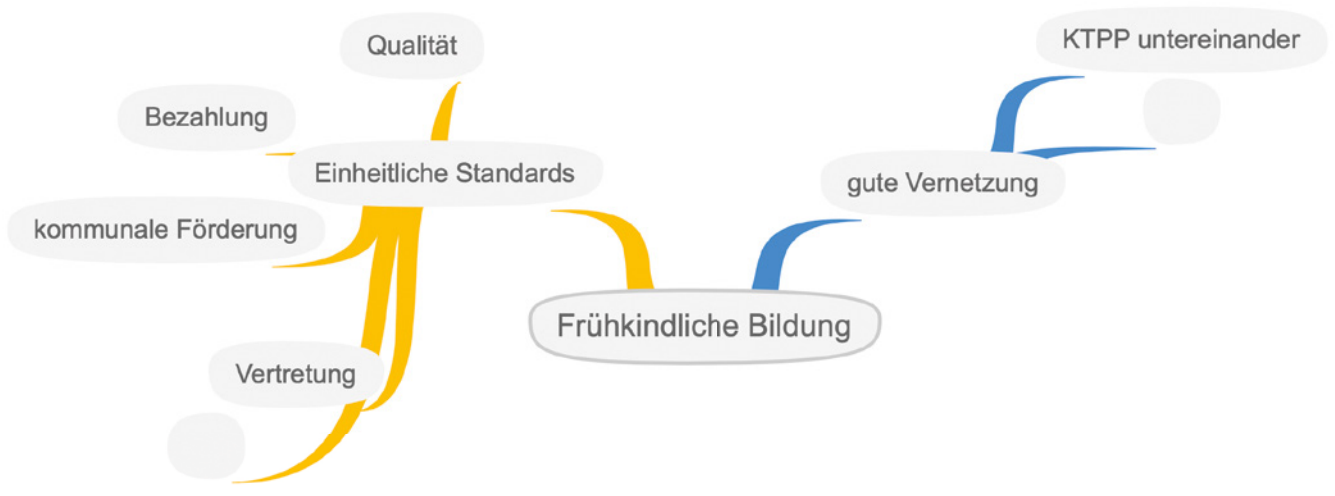 Qualität
KTPP untereinander
Bezahlung
Einheitliche Standards
gute Vernetzung
kommunale Förderung
Frühkindliche Bildung
Vertretung